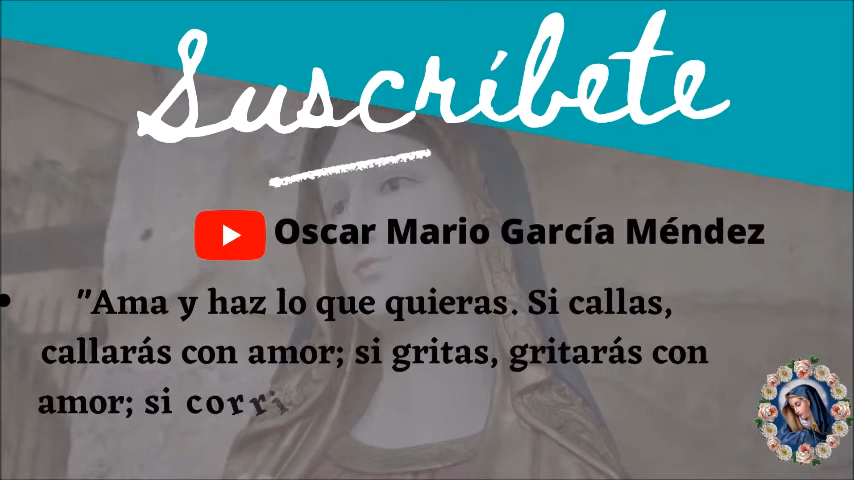 Suscríbete
Oscar Mario García Méndez
• "Ama y haz lo que quieras. Si callas,
callarás con amor; si gritas, gritarás con
amor; si corri